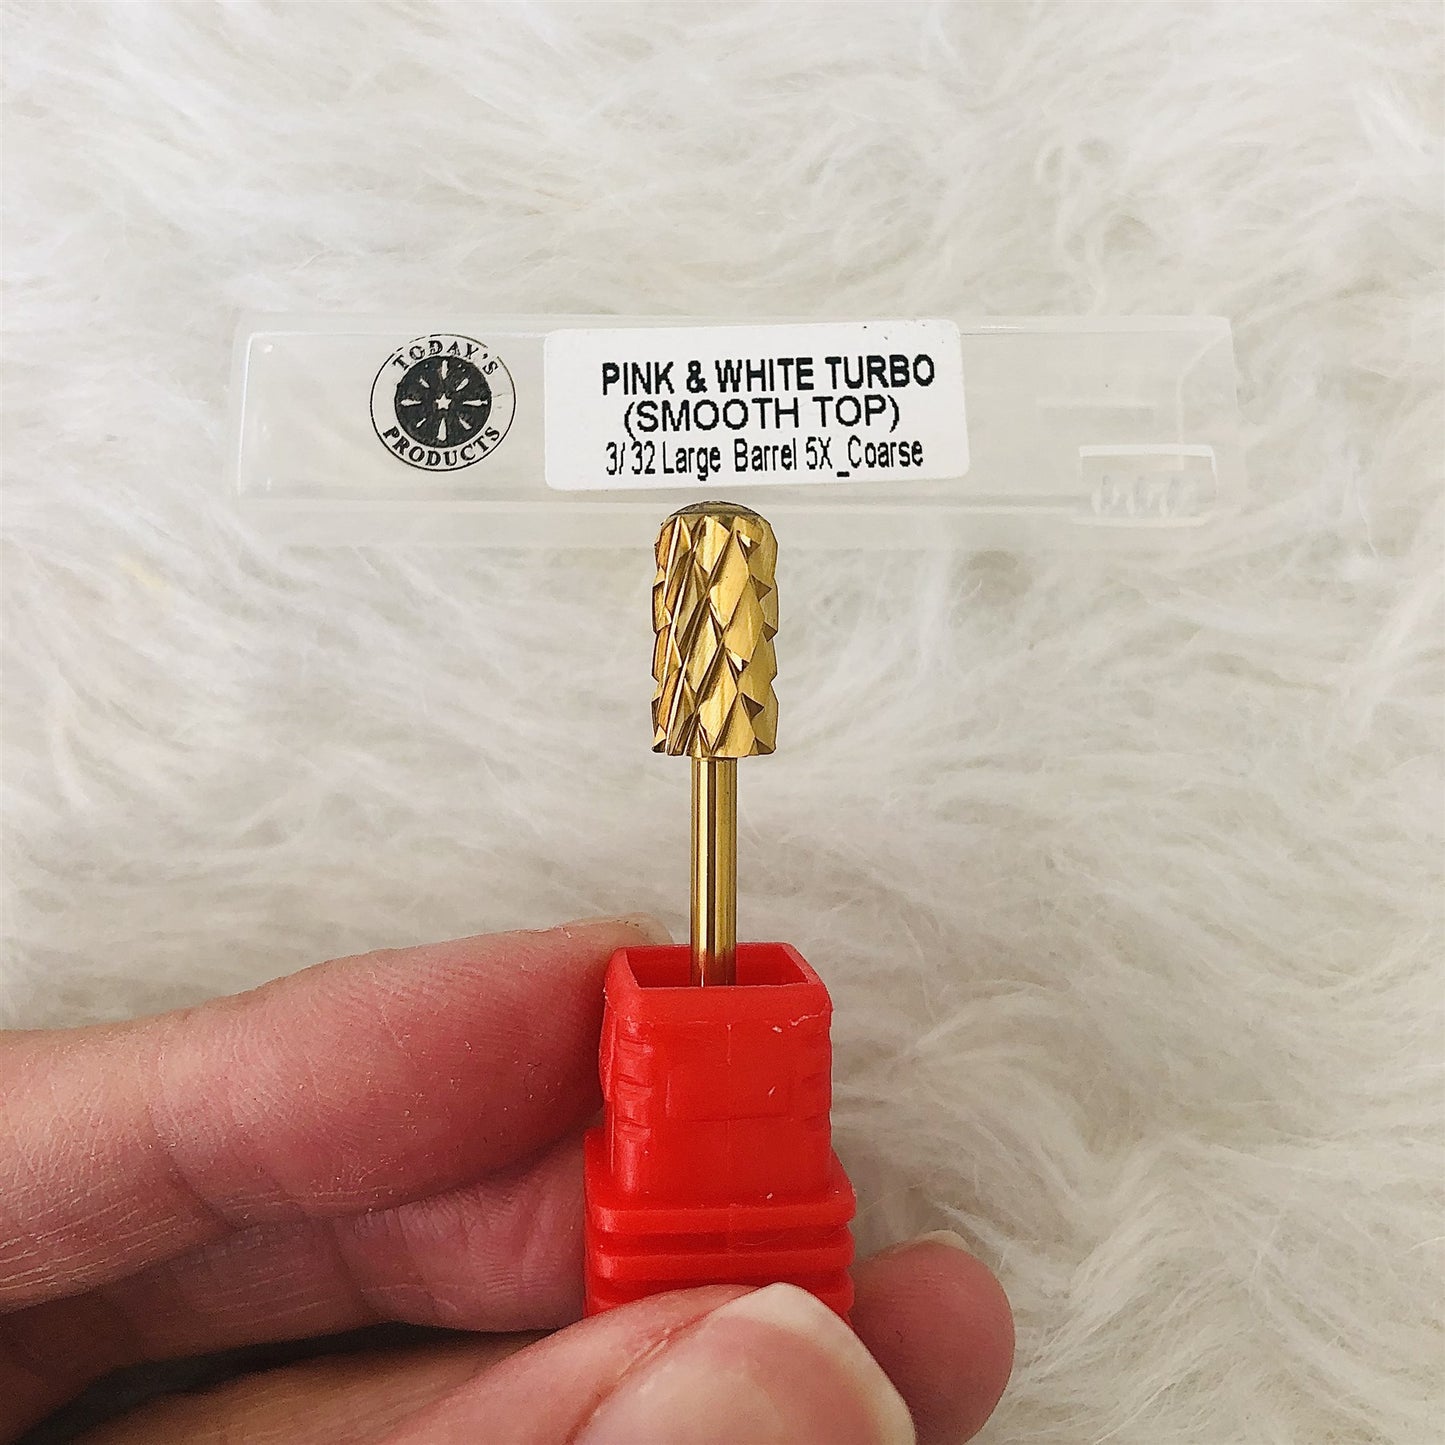 TODAY'S
PRODUCTS
PINK & WHITE TURBO
(SMOOTH TOP)
3/32 Large Barrel 5X_Coarse